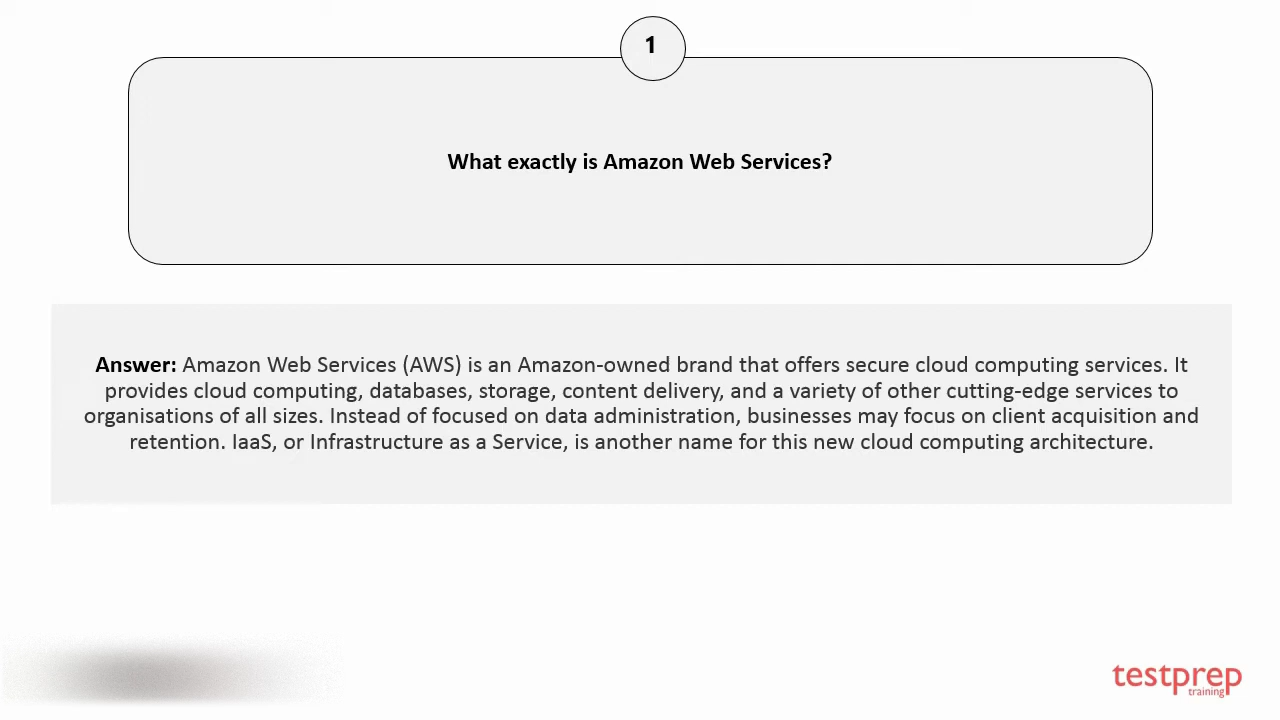 1
What exactly is Amazon Web Services?
Answer: Amazon Web Services (AWS) is an Amazon-owned brand that offers secure cloud computing services. It
provides cloud computing, databases, storage, content delivery, and a variety of other cutting-edge services to
organisations of all sizes. Instead of focused on data administration, businesses may focus on client acquisition and
retention. IaaS, or Infrastructure as a Service, is another name for this new cloud computing architecture.
testprep
training